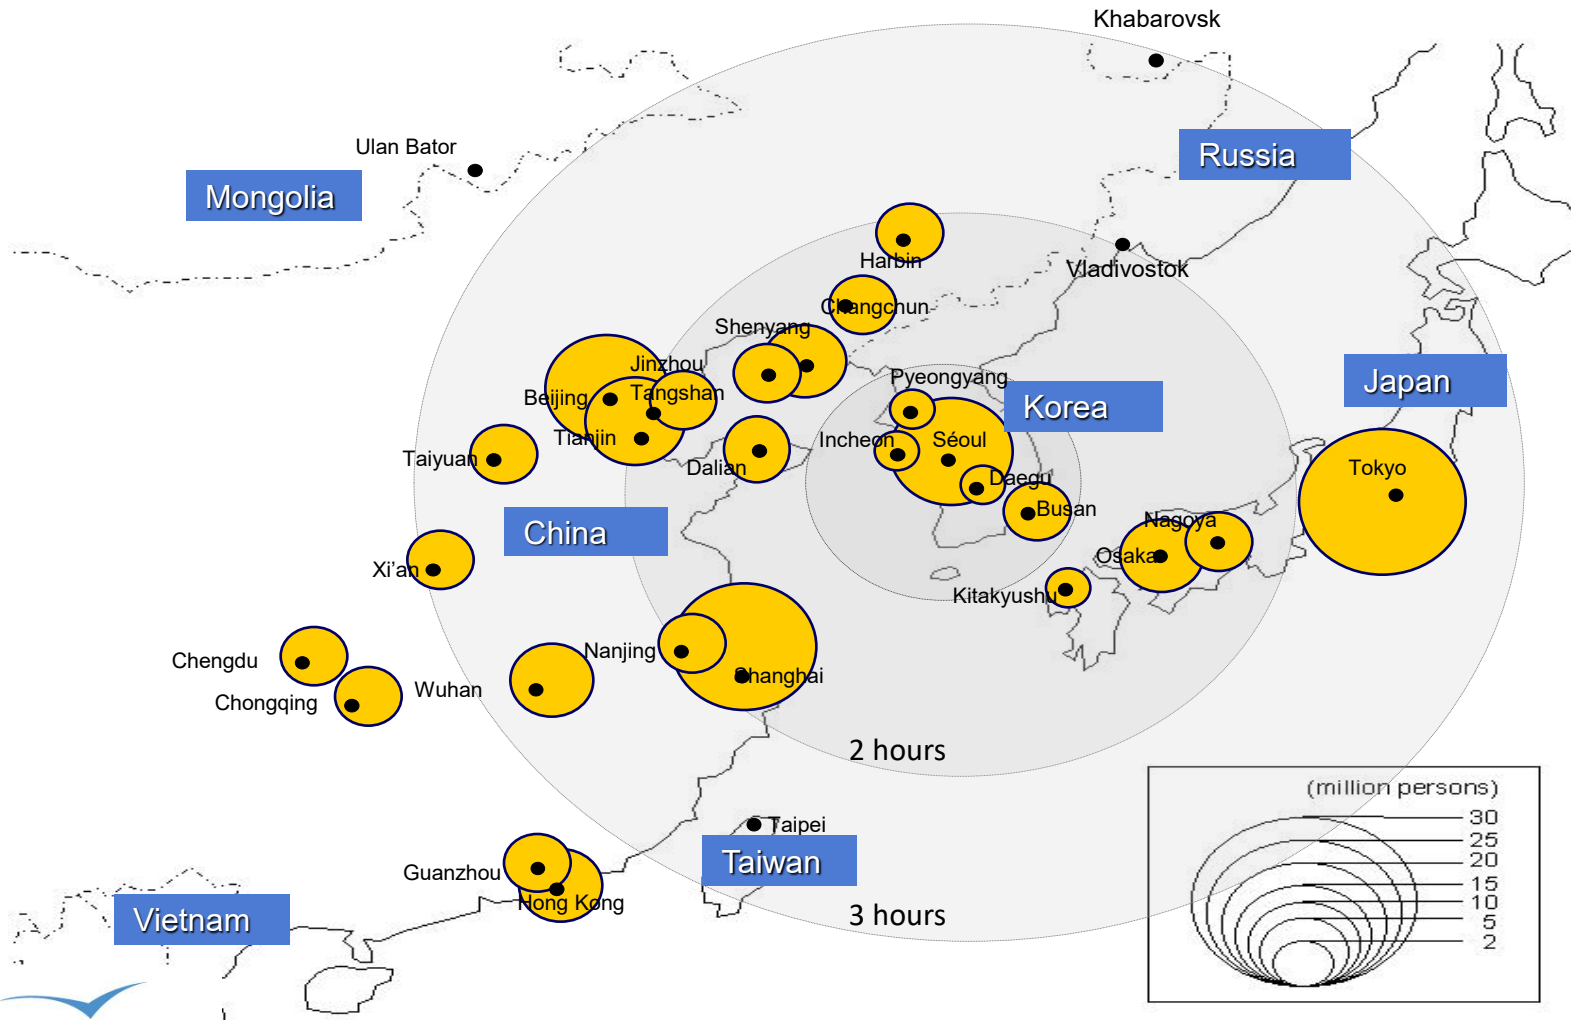 Khabarovsk
Ulan Bator
Russia
Mongolia
Harbin
Vladivostok
Changchun
Shenyang
Jinzhou
Pyeongyang
Japan
Beijing
Tangshan
Korea
Tianjin
Incheon
Séoul
Taiyuan
Dalian
Daegu
Tokyo
Busan
China
Nagoya
Osaka
Xi'an
Kitakyushu
Nanjing
Chengdu
Shanghai
Wuhan
Chongqing
2 hours
(million persons)
30
25
20
15
10
5
2
Taipei
Taiwan
Guanzhou
Hong Kong
3 hours
Vietnam